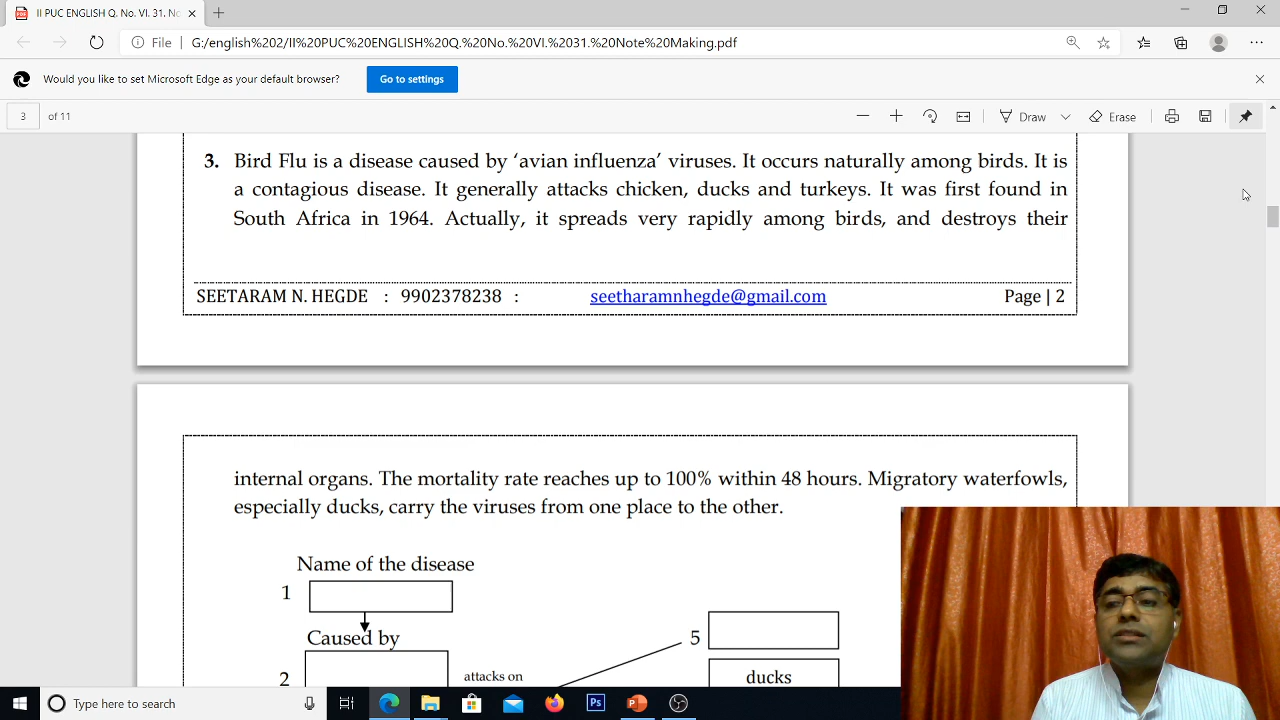 II PUC ENGLISH Q. No. VI. 31. No
File
G:/english%202/II%20PUC%20ENGLISH%20Q.%20No.%20VI.%2031.%20Note%20Making.pdf
Would you like to set Microsoft Edge as your default browser?
Go to settings
3 of 11
Draw
Erase
3. Bird Flu is a disease caused by ‘avian influenza’ viruses. It occurs naturally among birds. It is
a contagious disease. It generally attacks chicken, ducks and turkeys. It was first found in
South Africa in 1964. Actually, it spreads very rapidly among birds, and destroys their
SEETARAM N. HEGDE : 9902378238 : seetharamnhegde@gmail.com Page | 2
internal organs. The mortality rate reaches up to 100% within 48 hours. Migratory waterfowls,
especially ducks, carry the viruses from one place to the other.
Name of the disease
1
Caused by
5
2
attacks on
ducks
Type here to search
Ps